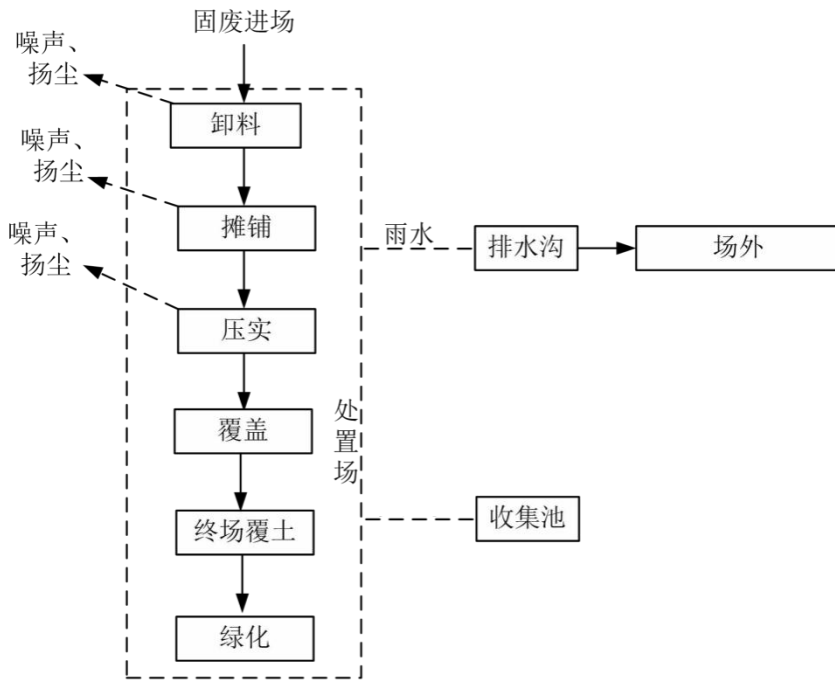 固废进场
噪声、
扬尘
卸料
噪声、
扬尘
摊铺
雨水
排水沟
场外
噪声、
扬尘
压实
处
置
场
覆盖
收集池
终场覆土
绿化